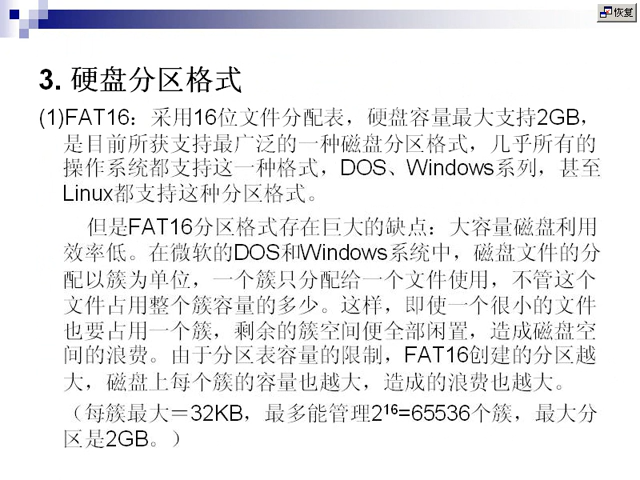 恢复
3. 硬盘分区格式
(1)FAT16：采用16位文件分配表，硬盘容量最大支持2GB，
是目前所获支持最广泛的一种磁盘分区格式，几乎所有的
操作系统都支持这一种格式，DOS、Windows系列，甚至
Linux都支持这种分区格式。
但是FAT16分区格式存在巨大的缺点：大容量磁盘利用
效率低。在微软的DOS和Windows系统中，磁盘文件的分
配以簇为单位，一个簇只分配给一个文件使用，不管这个
文件占用整个簇容量的多少。这样，即使一个很小的文件
也要占用一个簇，剩余的簇空间便全部闲置，造成磁盘空
间的浪费。由于分区表容量的限制，FAT16创建的分区越
大，磁盘上每个簇的容量也越大，造成的浪费也越大。
（每簇最大＝32KB，最多能管理2¹⁶=65536个簇，最大分
区是2GB。）